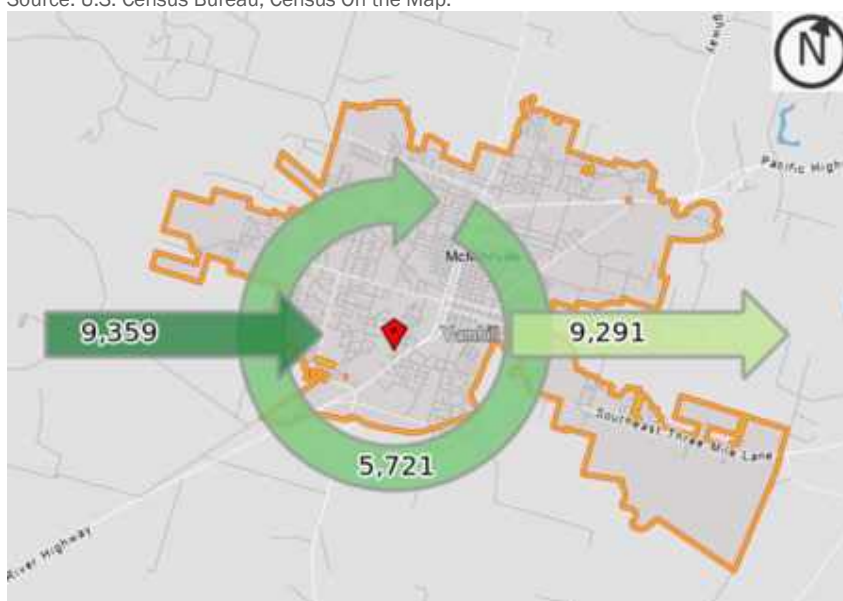 Source: U.S. Census Bureau, Census On the Map.
N
Pacific High
9,359
Yamhill
9,291
5,721
Southeast Three Mile Lane
River Highway